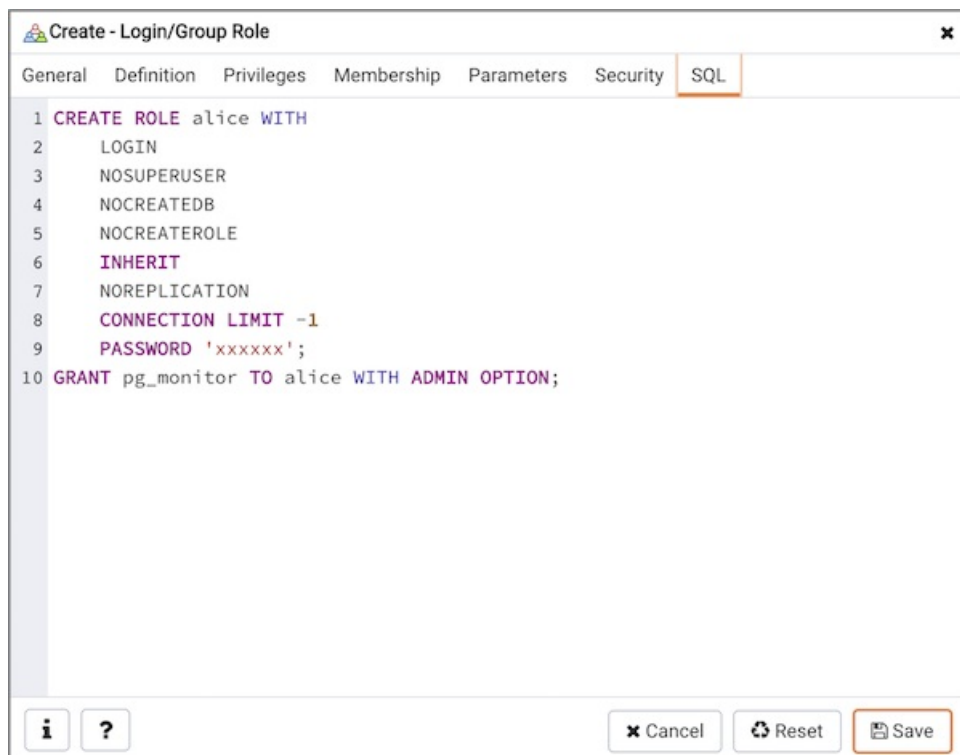 Create - Login/Group Role
General Definition Privileges Membership Parameters Security SQL
1 CREATE ROLE alice WITH
2 LOGIN
3 NOSUPERUSER
4 NOCREATEDB
5 NOCREATEROLE
6 INHERIT
7 NOREPLICATION
8 CONNECTION LIMIT -1
9 PASSWORD 'xxxxxx';
10 GRANT pg_monitor TO alice WITH ADMIN OPTION;
i ? Cancel Reset Save